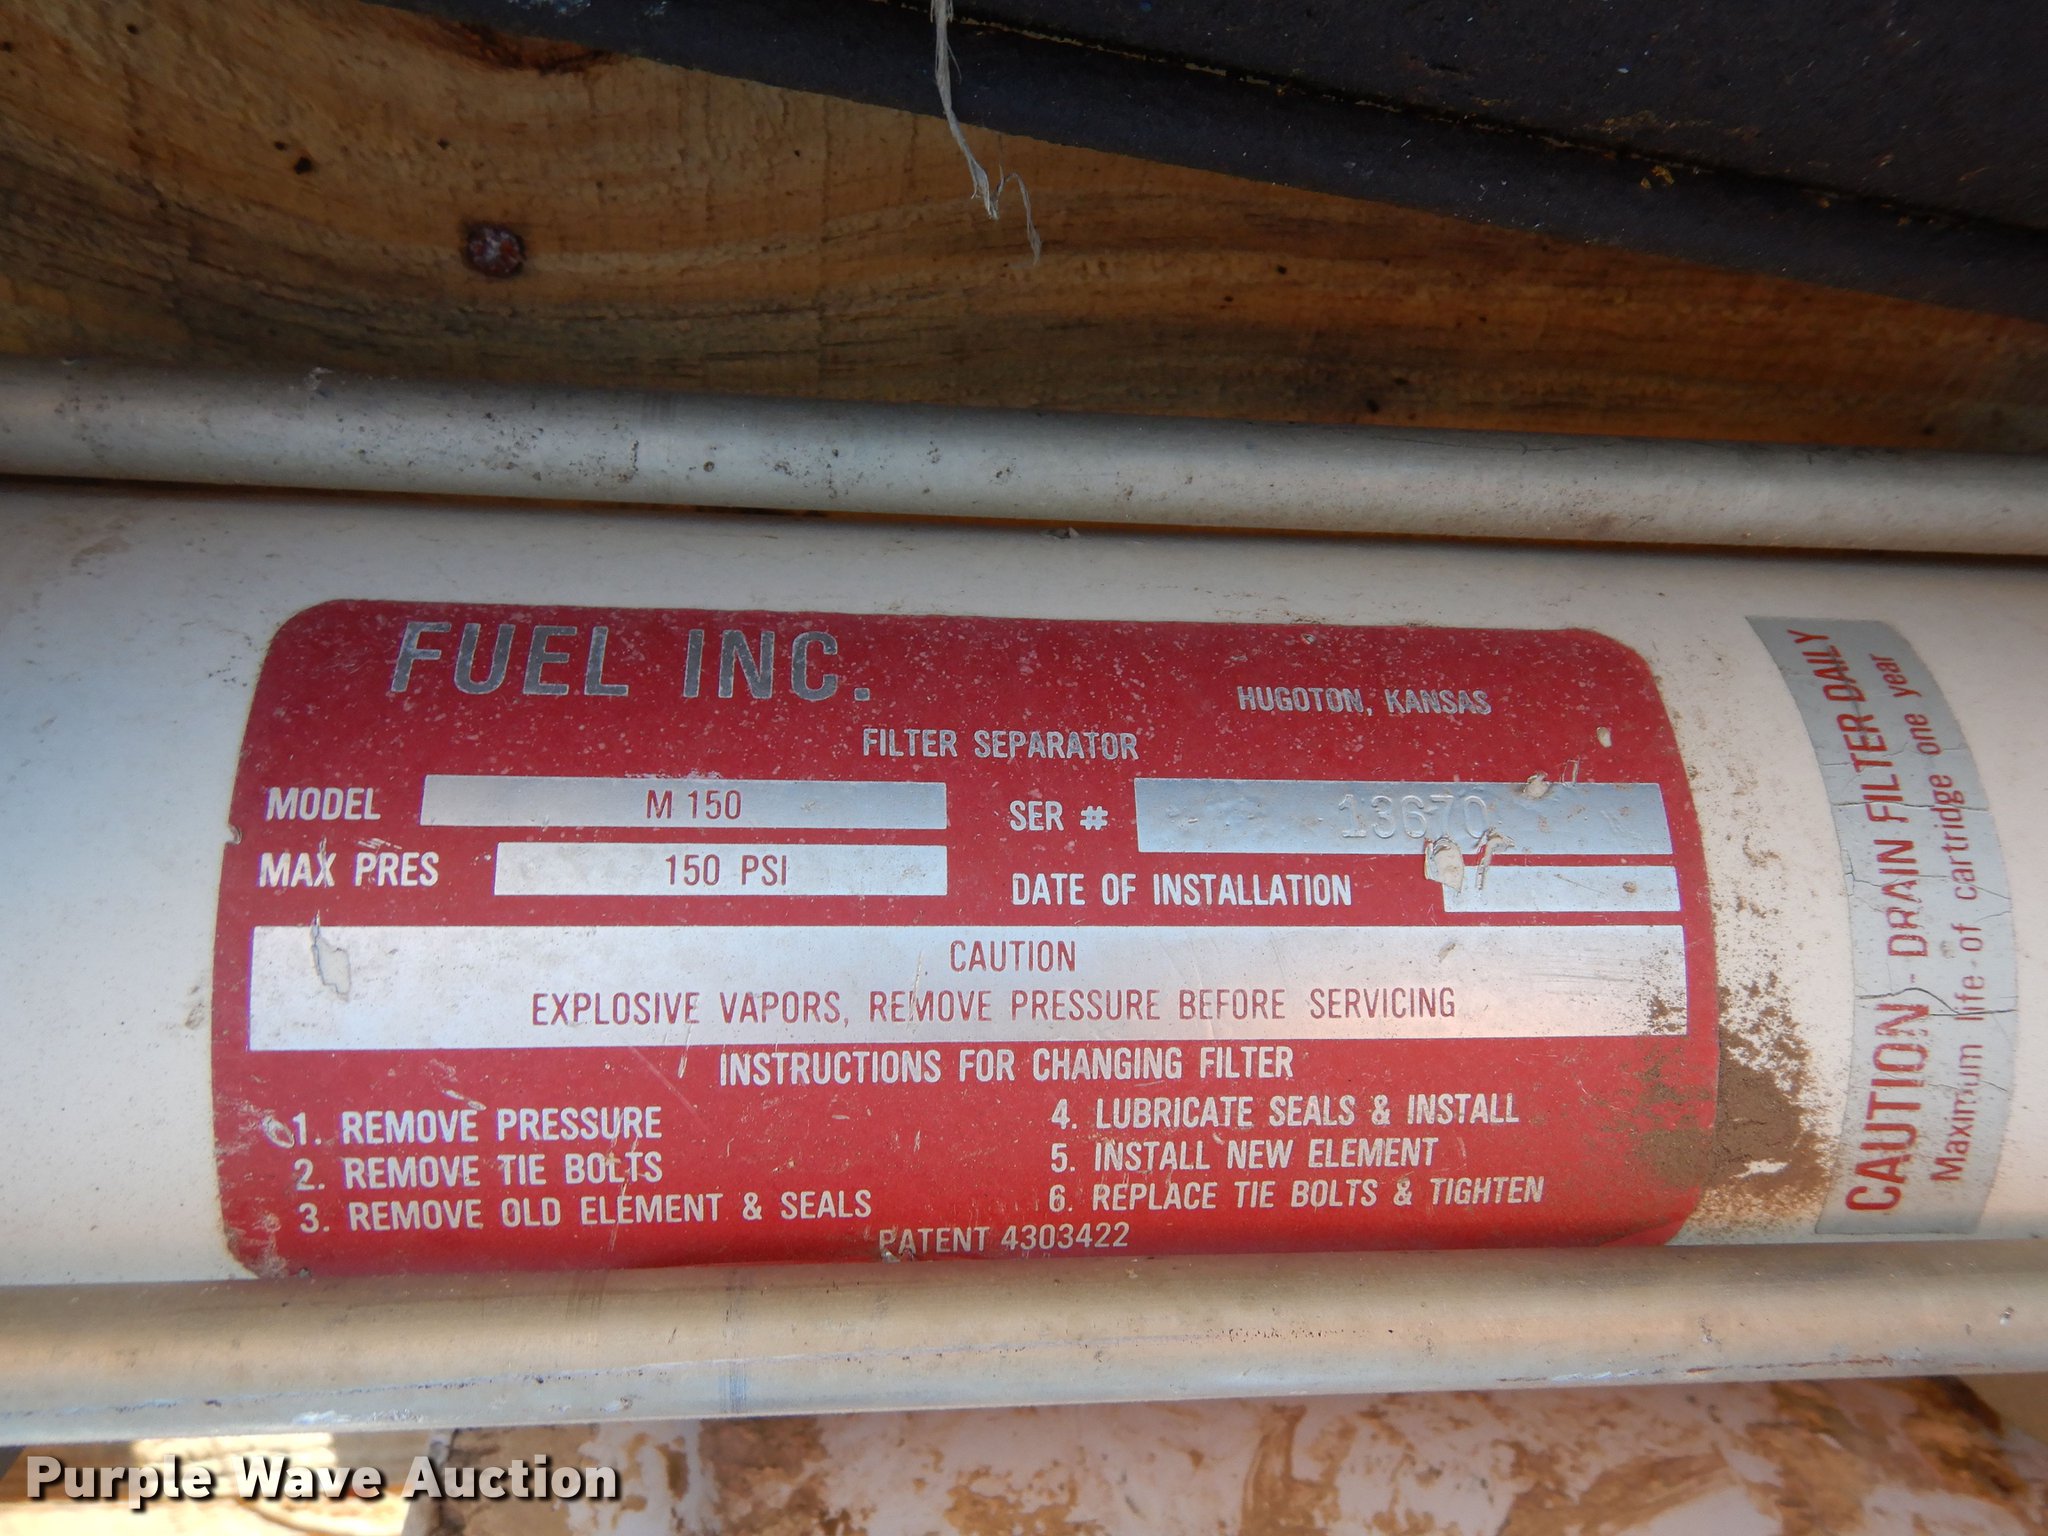 FUEL INC.
HUGOTON, KANSAS
FILTER SEPARATOR
MODEL M 150 SER # 13670
MAX PRES 150 PSI DATE OF INSTALLATION
CAUTION
EXPLOSIVE VAPORS, REMOVE PRESSURE BEFORE SERVICING
INSTRUCTIONS FOR CHANGING FILTER
1. REMOVE PRESSURE
2. REMOVE TIE BOLTS
3. REMOVE OLD ELEMENT & SEALS
4. LUBRICATE SEALS & INSTALL
5. INSTALL NEW ELEMENT
6. REPLACE TIE BOLTS & TIGHTEN
PATENT 4303422
CAUTION - DRAIN FILTER DAILY
Maximum life of cartridge one year
Purple Wave Auction